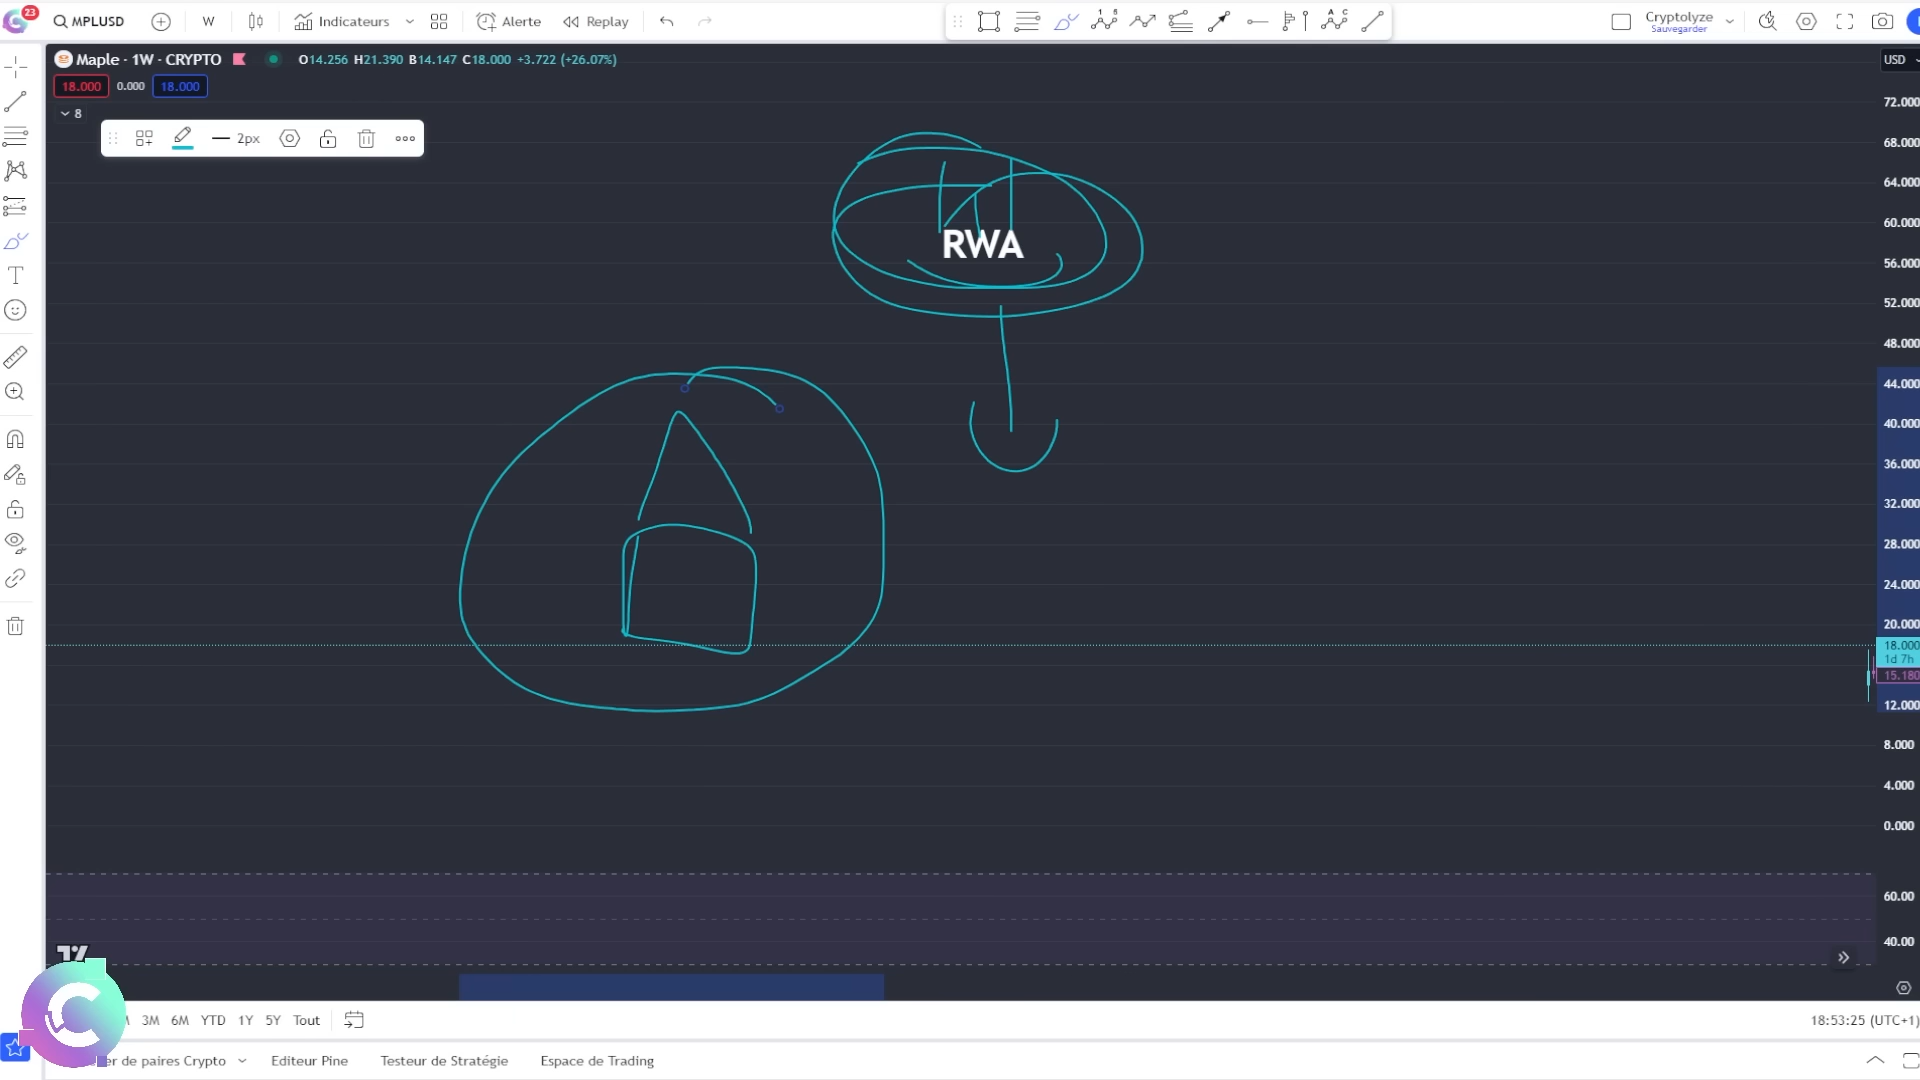 23
MPLUSD
W
Indicateurs
Alerte
Replay
Cryptolyze
Sauvegarder
Maple · 1W · CRYPTO
O14.256 H21.390 B14.147 C18.000 +3.722 (+26.07%)
USD
18.000 0.000 18.000
8
2px
RWA
72.000
68.000
64.000
60.000
56.000
52.000
48.000
44.000
40.000
36.000
32.000
28.000
24.000
20.000
18.000
1d 7h
15.180
12.000
8.000
4.000
0.000
60.00
40.00
3M 6M YTD 1Y 5Y Tout
18:53:25 (UTC+1)
de paires Crypto
Editeur Pine
Testeur de Stratégie
Espace de Trading